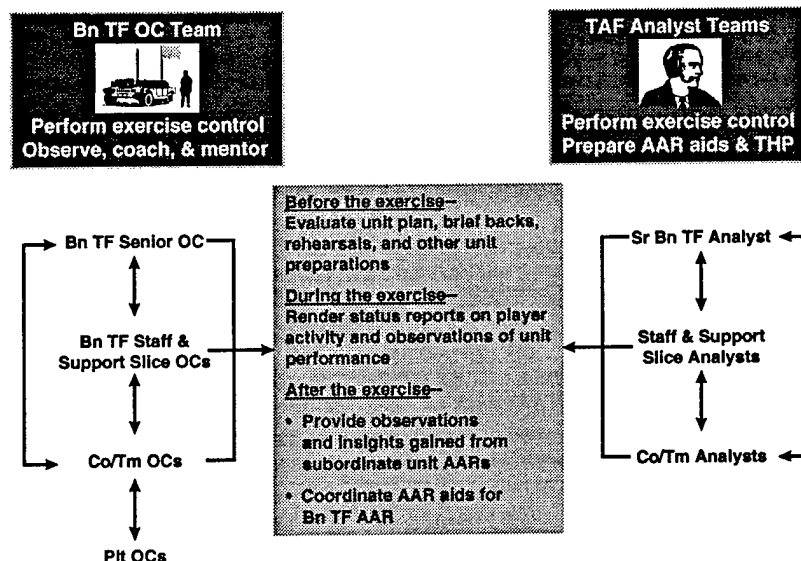 Bn TF OC Team
Perform exercise control
Observe, coach, & mentor
TAF Analyst Teams
Perform exercise control
Prepare AAR aids & THP
Bn TF Senior OC
Bn TF Staff &
Support Slice OCs
Co/Tm OCs
Plt OCs
Before the exercise–
Evaluate unit plan, brief backs,
rehearsals, and other unit
preparations
During the exercise–
Render status reports on player
activity and observations of unit
performance
After the exercise–
• Provide observations
and insights gained from
subordinate unit AARs
• Coordinate AAR aids for
Bn TF AAR
Sr Bn TF Analyst
Staff & Support
Slice Analysts
Co/Tm Analysts